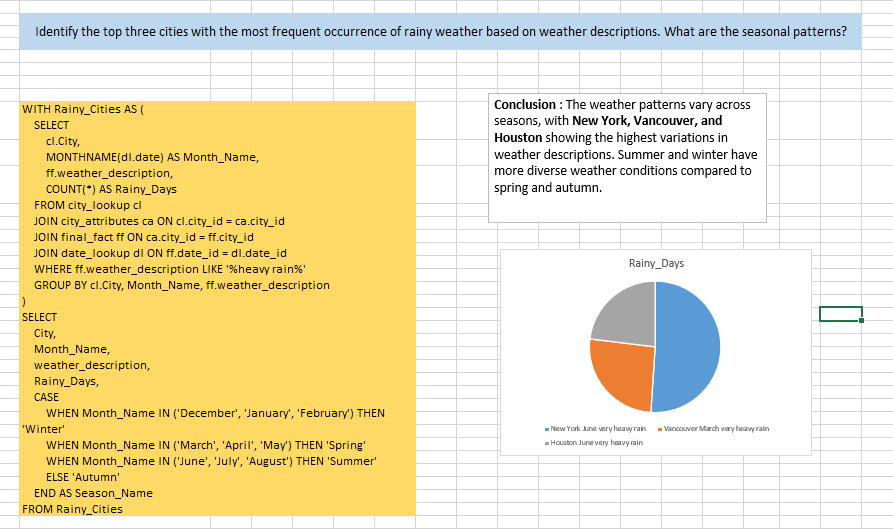 Identify the top three cities with the most frequent occurrence of rainy weather based on weather descriptions. What are the seasonal patterns?
WITH Rainy_Cities AS (
SELECT
cl.City,
MONTHNAME(dl.date) AS Month_Name,
ff.weather_description,
COUNT(*) AS Rainy_Days
FROM city_lookup cl
JOIN city_attributes ca ON cl.city_id = ca.city_id
JOIN final_fact ff ON ca.city_id = ff.city_id
JOIN date_lookup dl ON ff.date_id = dl.date_id
WHERE ff.weather_description LIKE '%heavy rain%'
GROUP BY cl.City, Month_Name, ff.weather_description
)
SELECT
City,
Month_Name,
weather_description,
Rainy_Days,
CASE
WHEN Month_Name IN ('December', 'January', 'February') THEN
'Winter'
WHEN Month_Name IN ('March', 'April', 'May') THEN 'Spring'
WHEN Month_Name IN ('June', 'July', 'August') THEN 'Summer'
ELSE 'Autumn'
END AS Season_Name
FROM Rainy_Cities
Conclusion : The weather patterns vary across
seasons, with New York, Vancouver, and
Houston showing the highest variations in
weather descriptions. Summer and winter have
more diverse weather conditions compared to
spring and autumn.
Rainy_Days
New York June very heavy rain
Vancouver March very heavy rain
Houston June very heavy rain